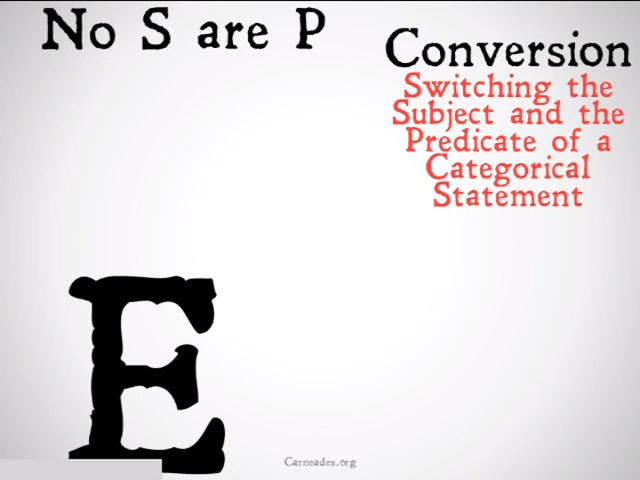 No S are P
Conversion
Switching the
Subject and the
Predicate of a
Categorical
Statement
E
Carneades.org